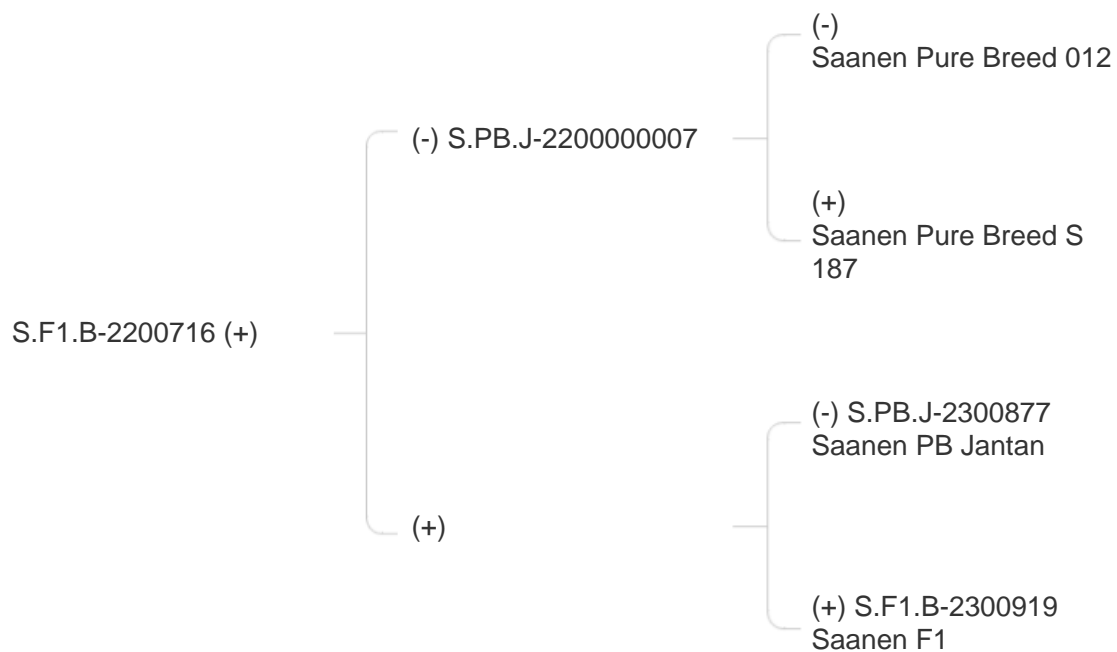 (-)
Saanen Pure Breed 012
(-) S.PB.J-2200000007
(+)
Saanen Pure Breed S
187
S.F1.B-2200716 (+)
(-) S.PB.J-2300877
Saanen PB Jantan
(+)
(+) S.F1.B-2300919
Saanen F1